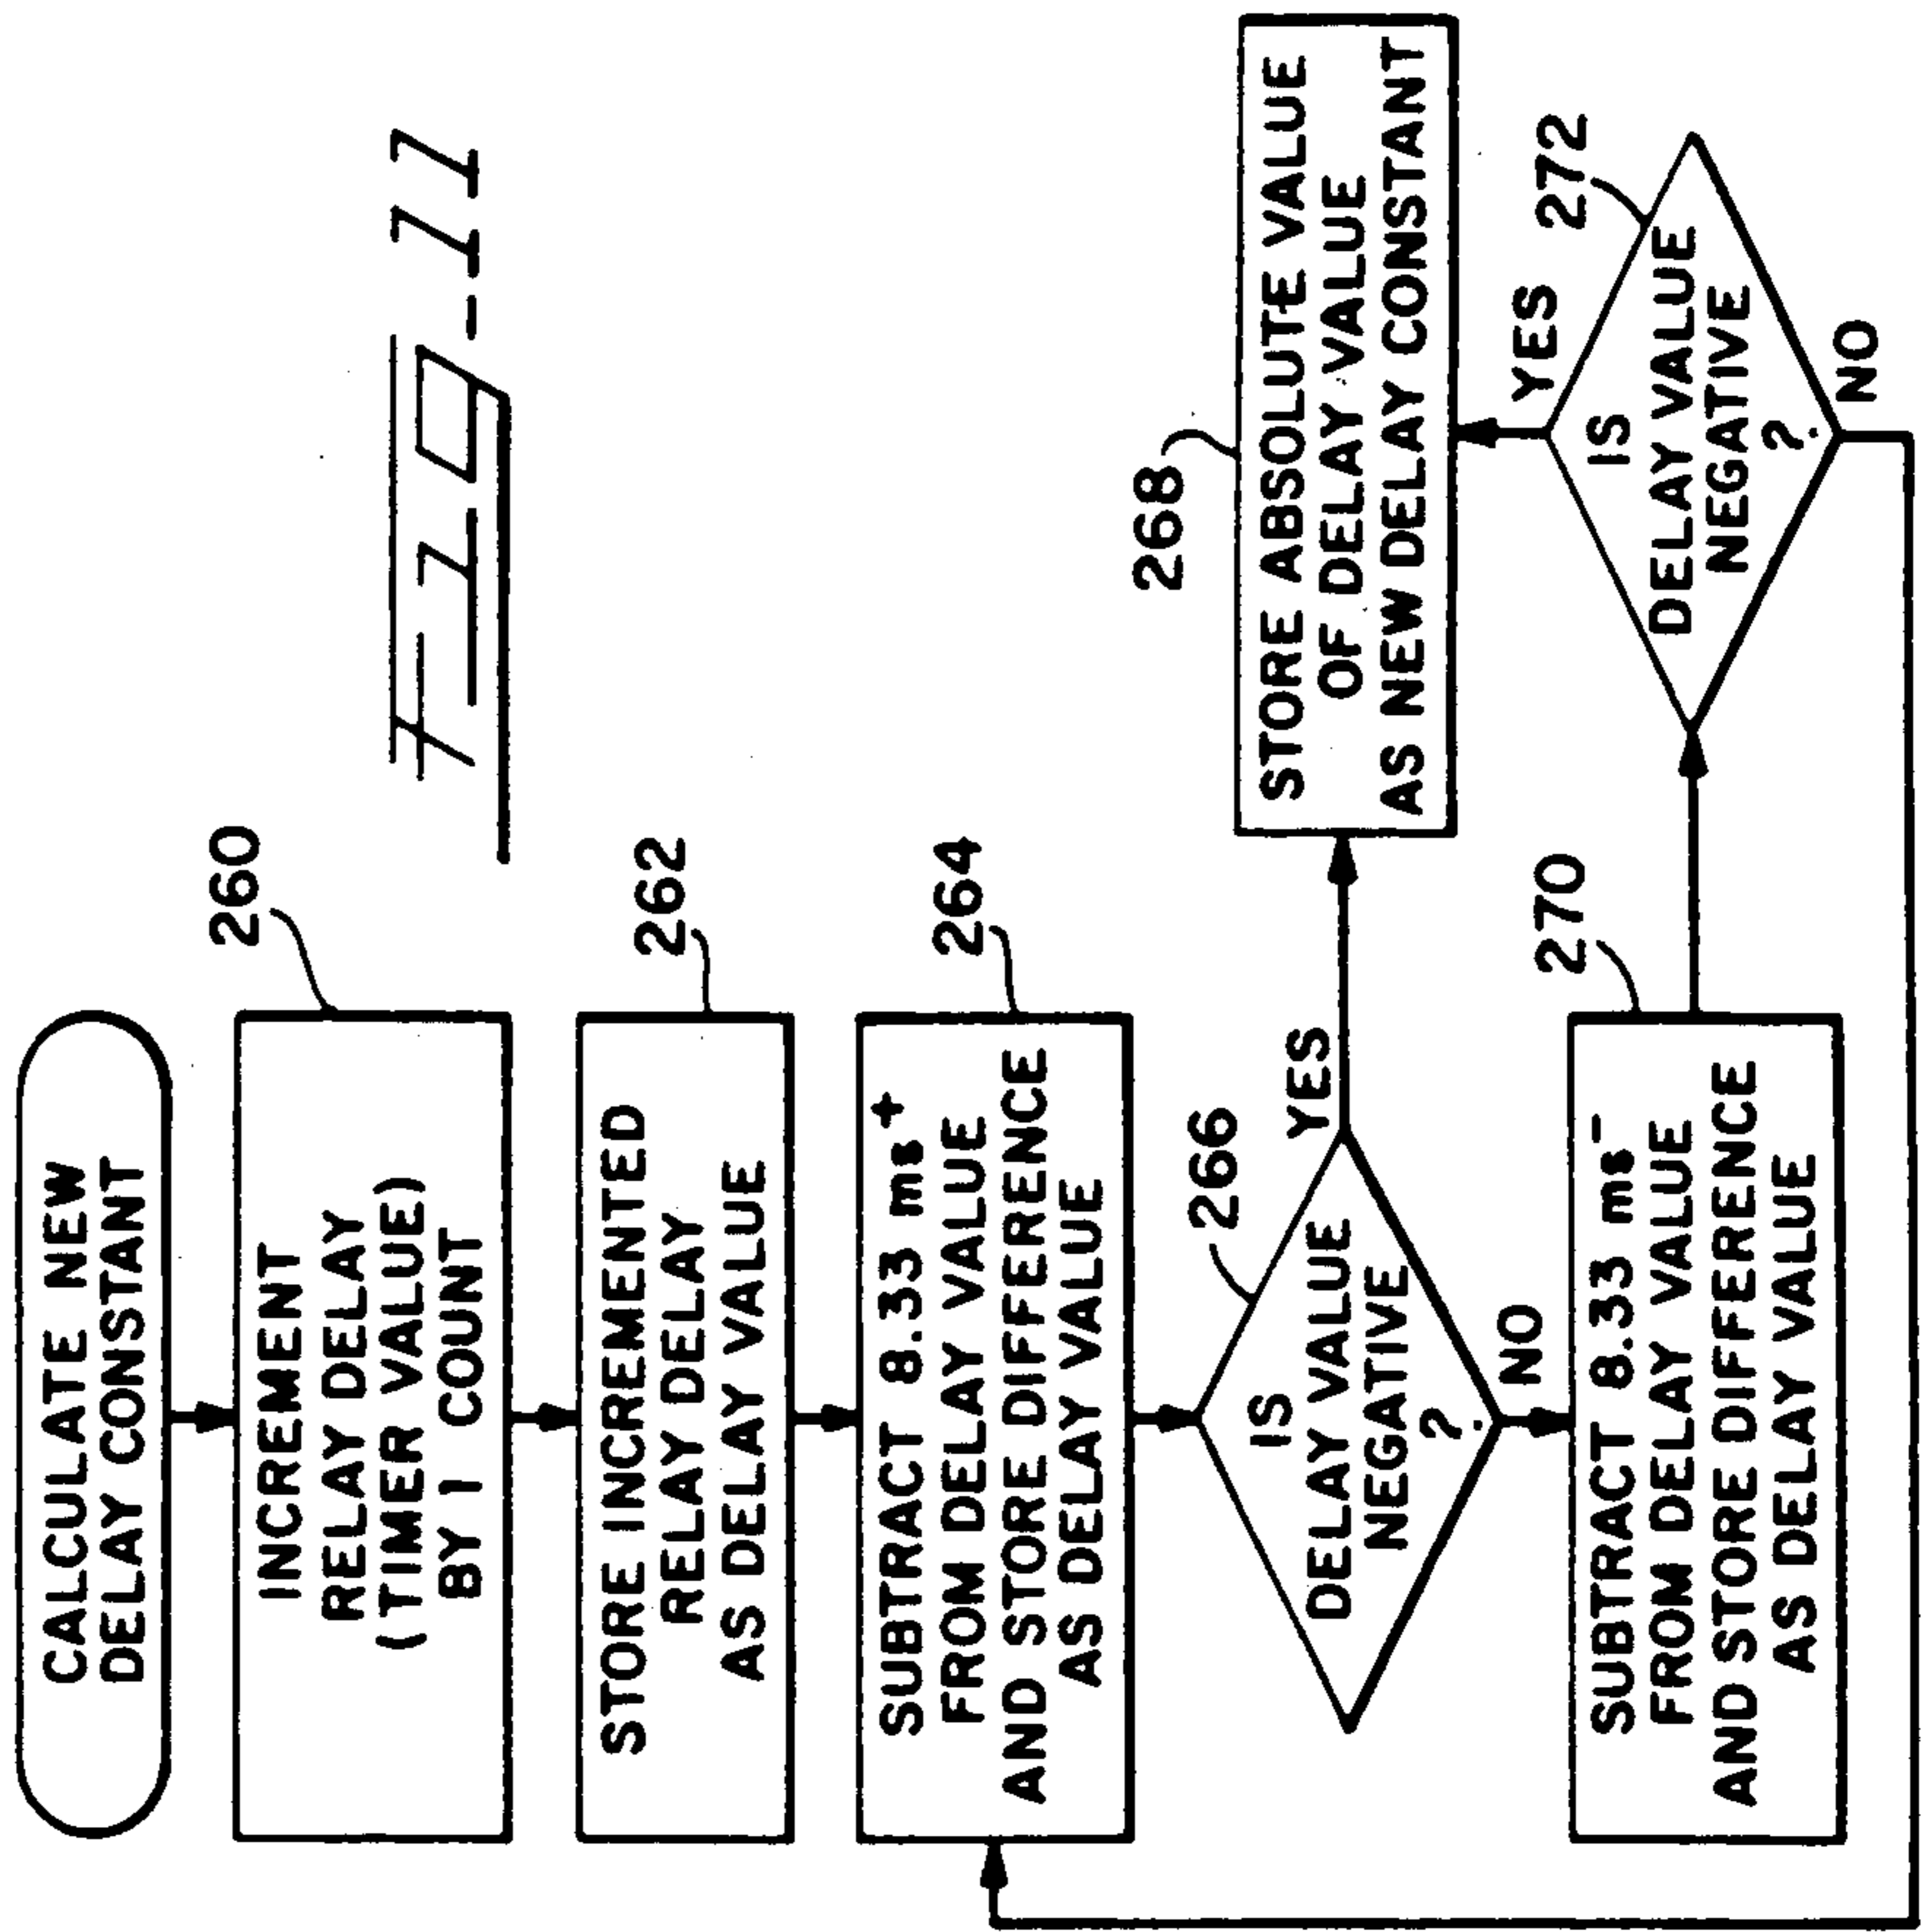 CALCULATE NEW
DELAY CONSTANT
260
INCREMENT
RELAY DELAY
(TIMER VALUE)
BY 1 COUNT
Fig-11
262
STORE INCREMENTED
RELAY DELAY
AS DELAY VALUE
264
SUBTRACT 8.33 ms+
FROM DELAY VALUE
AND STORE DIFFERENCE
AS DELAY VALUE
266
IS
DELAY VALUE
NEGATIVE
?
YES
NO
268
STORE ABSOLUTE VALUE
OF DELAY VALUE
AS NEW DELAY CONSTANT
270
SUBTRACT 8.33 ms-
FROM DELAY VALUE
AND STORE DIFFERENCE
AS DELAY VALUE
YES
272
IS
DELAY VALUE
NEGATIVE
?
NO